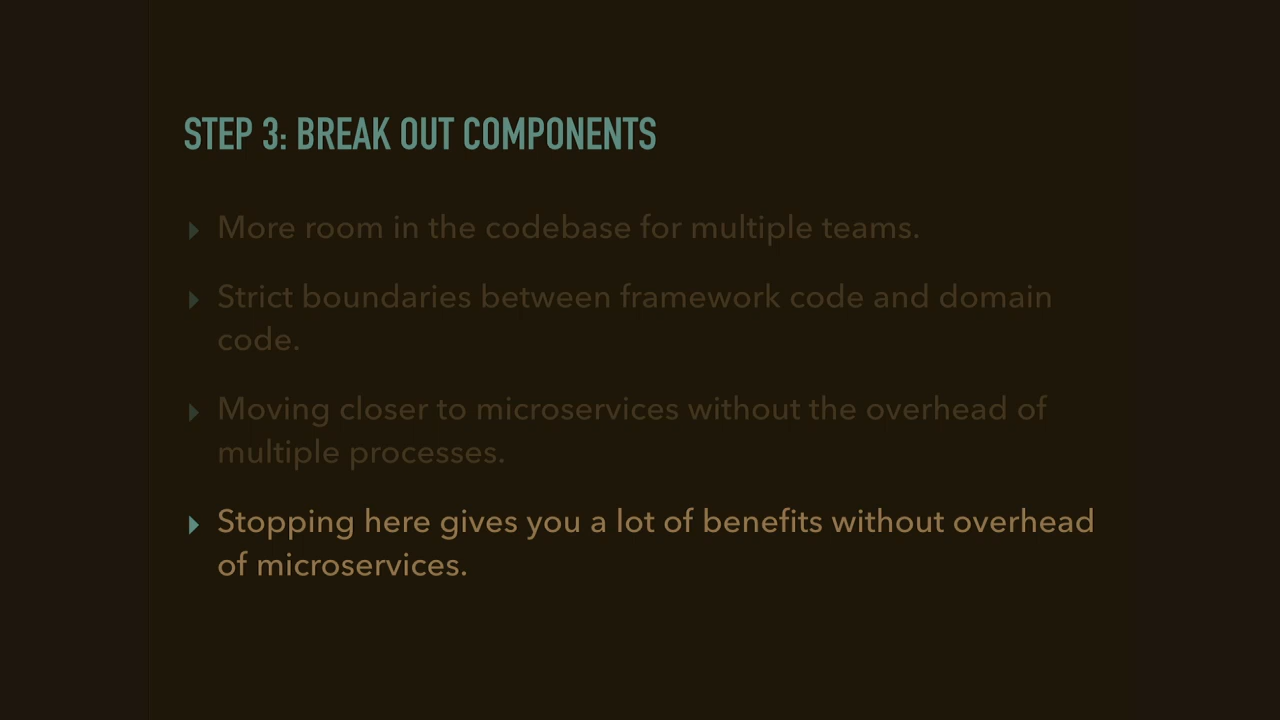 STEP 3: BREAK OUT COMPONENTS
More room in the codebase for multiple teams.
Strict boundaries between framework code and domain
code.
Moving closer to microservices without the overhead of
multiple processes.
Stopping here gives you a lot of benefits without overhead
of microservices.